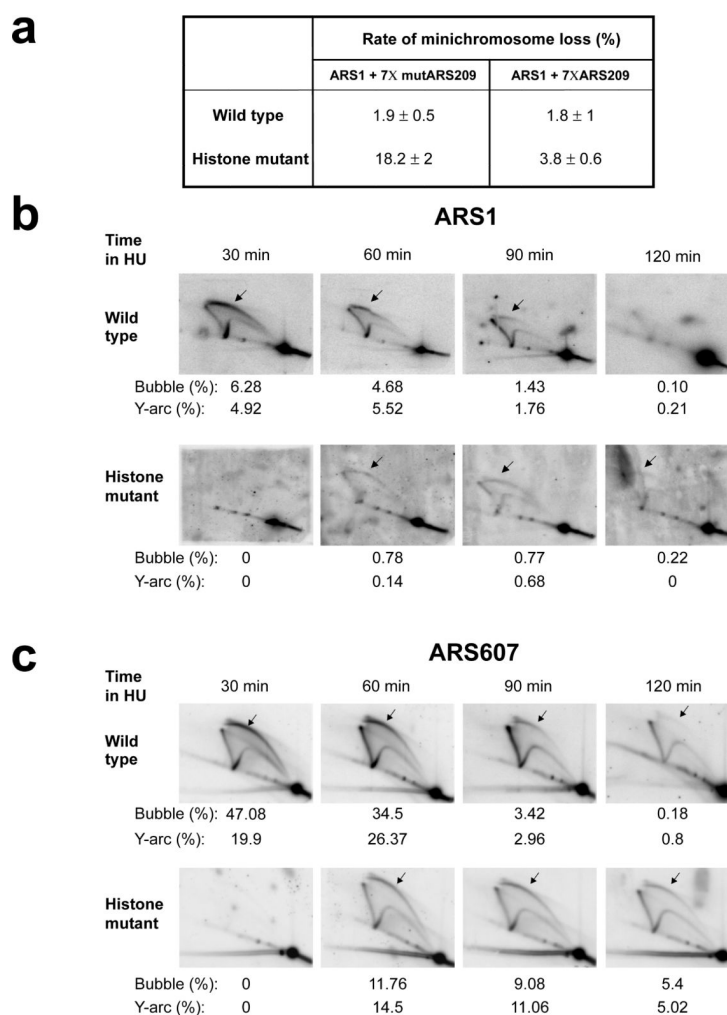 a
Rate of minichromosome loss (%)
ARS1 + 7X mutARS209 ARS1 + 7XARS209
Wild type 1.9 ± 0.5 1.8 ± 1
Histone mutant 18.2 ± 2 3.8 ± 0.6
b
ARS1
Time
in HU
30 min 60 min 90 min 120 min
Wild
type
Bubble (%): 6.28 4.68 1.43 0.10
Y-arc (%): 4.92 5.52 1.76 0.21
Histone
mutant
Bubble (%): 0 0.78 0.77 0.22
Y-arc (%): 0 0.14 0.68 0
c
ARS607
Time
in HU
30 min 60 min 90 min 120 min
Wild
type
Bubble (%): 47.08 34.5 3.42 0.18
Y-arc (%): 19.9 26.37 2.96 0.8
Histone
mutant
Bubble (%): 0 11.76 9.08 5.4
Y-arc (%): 0 14.5 11.06 5.02